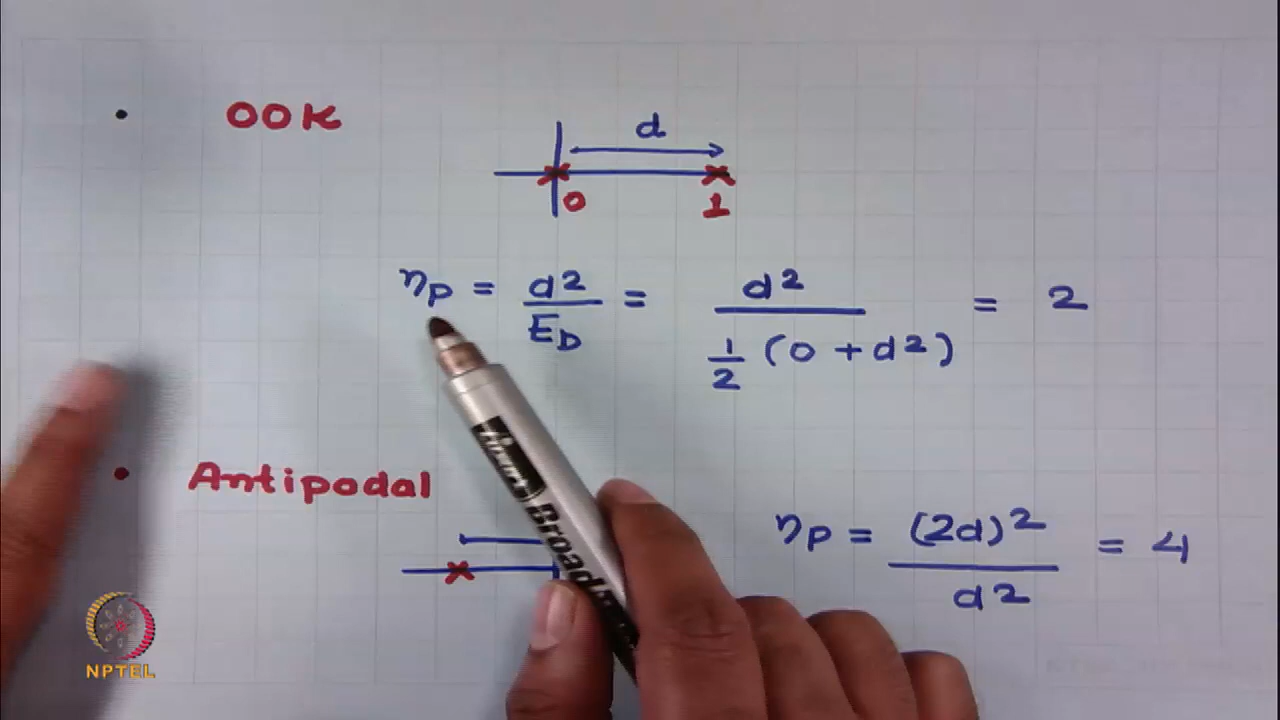 • OOK
d
0 1
ηp = d² / E_D = d² / ½ (0 + d²) = 2
• Antipodal
ηp = (2d)² / d² = 4
Broad
NPTEL